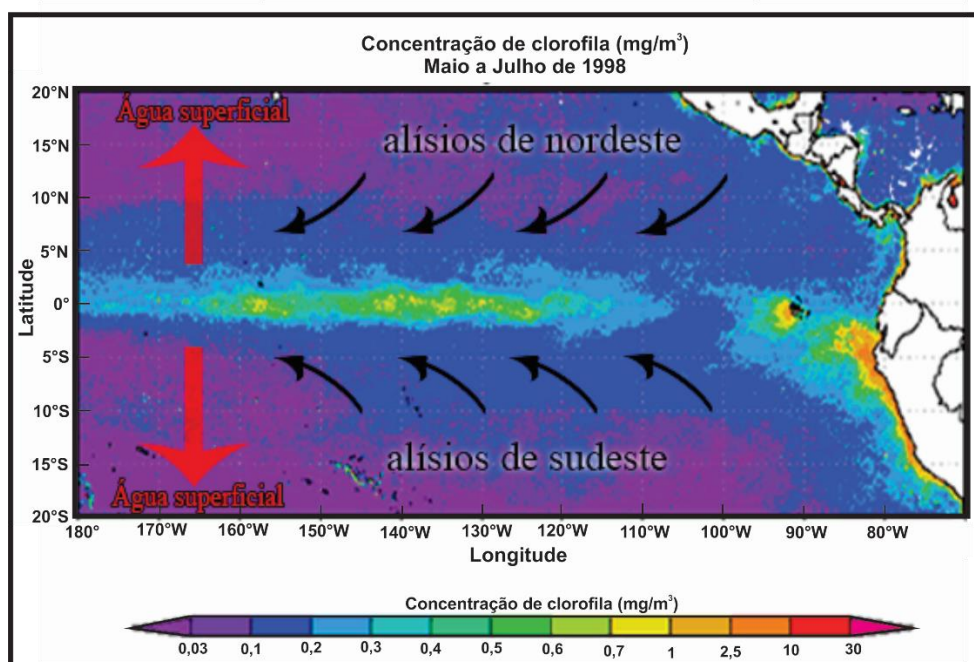 Concentração de clorofila (mg/m³)
Maio a Julho de 1998
20°N
15°N
10°N
5°N
0°
5°S
10°S
15°S
20°S
Latitude
Água superficial
alísios de nordeste
alísios de sudeste
Água superficial
180° 170°W 160°W 150°W 140°W 130°W 120°W 110°W 100°W 90°W 80°W
Longitude
Concentração de clorofila (mg/m³)
0,03 0,1 0,2 0,3 0,4 0,5 0,6 0,7 1 2,5 10 30